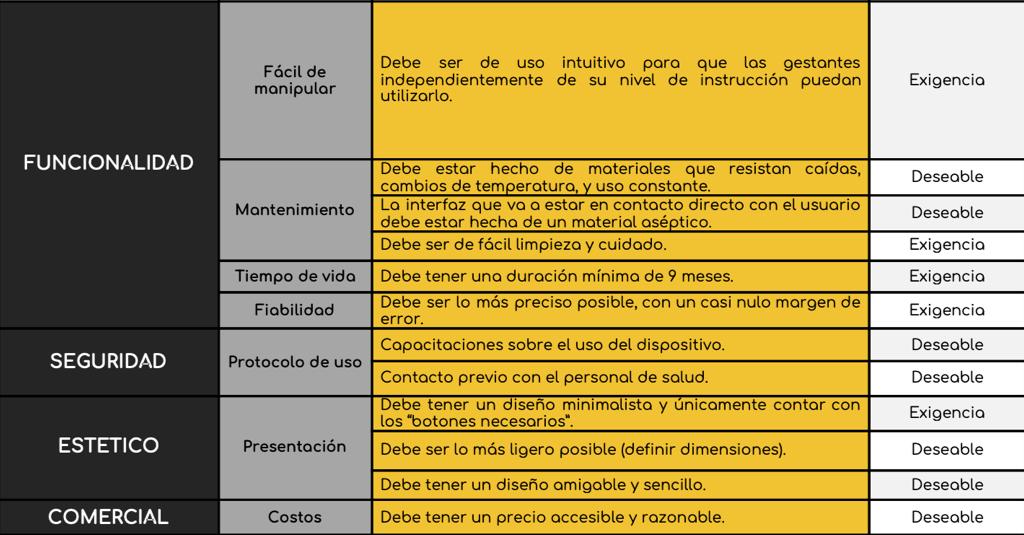 FUNCIONALIDAD
Fácil de
manipular
Debe ser de uso intuitivo para que las gestantes
independientemente de su nivel de instrucción puedan
utilizarlo.
Exigencia
Mantenimiento
Debe estar hecho de materiales que resistan caídas,
cambios de temperatura, y uso constante.
Deseable
La interfaz que va a estar en contacto directo con el usuario
debe estar hecha de un material aséptico.
Deseable
Debe ser de fácil limpieza y cuidado.
Exigencia
Tiempo de vida
Debe tener una duración mínima de 9 meses.
Exigencia
Fiabilidad
Debe ser lo más preciso posible, con un casi nulo margen de
error.
Exigencia
SEGURIDAD
Protocolo de uso
Capacitaciones sobre el uso del dispositivo.
Deseable
Contacto previo con el personal de salud.
Deseable
ESTETICO
Presentación
Debe tener un diseño minimalista y únicamente contar con
los “botones necesarios”.
Exigencia
Debe ser lo más ligero posible (definir dimensiones).
Deseable
Debe tener un diseño amigable y sencillo.
Deseable
COMERCIAL
Costos
Debe tener un precio accesible y razonable.
Deseable